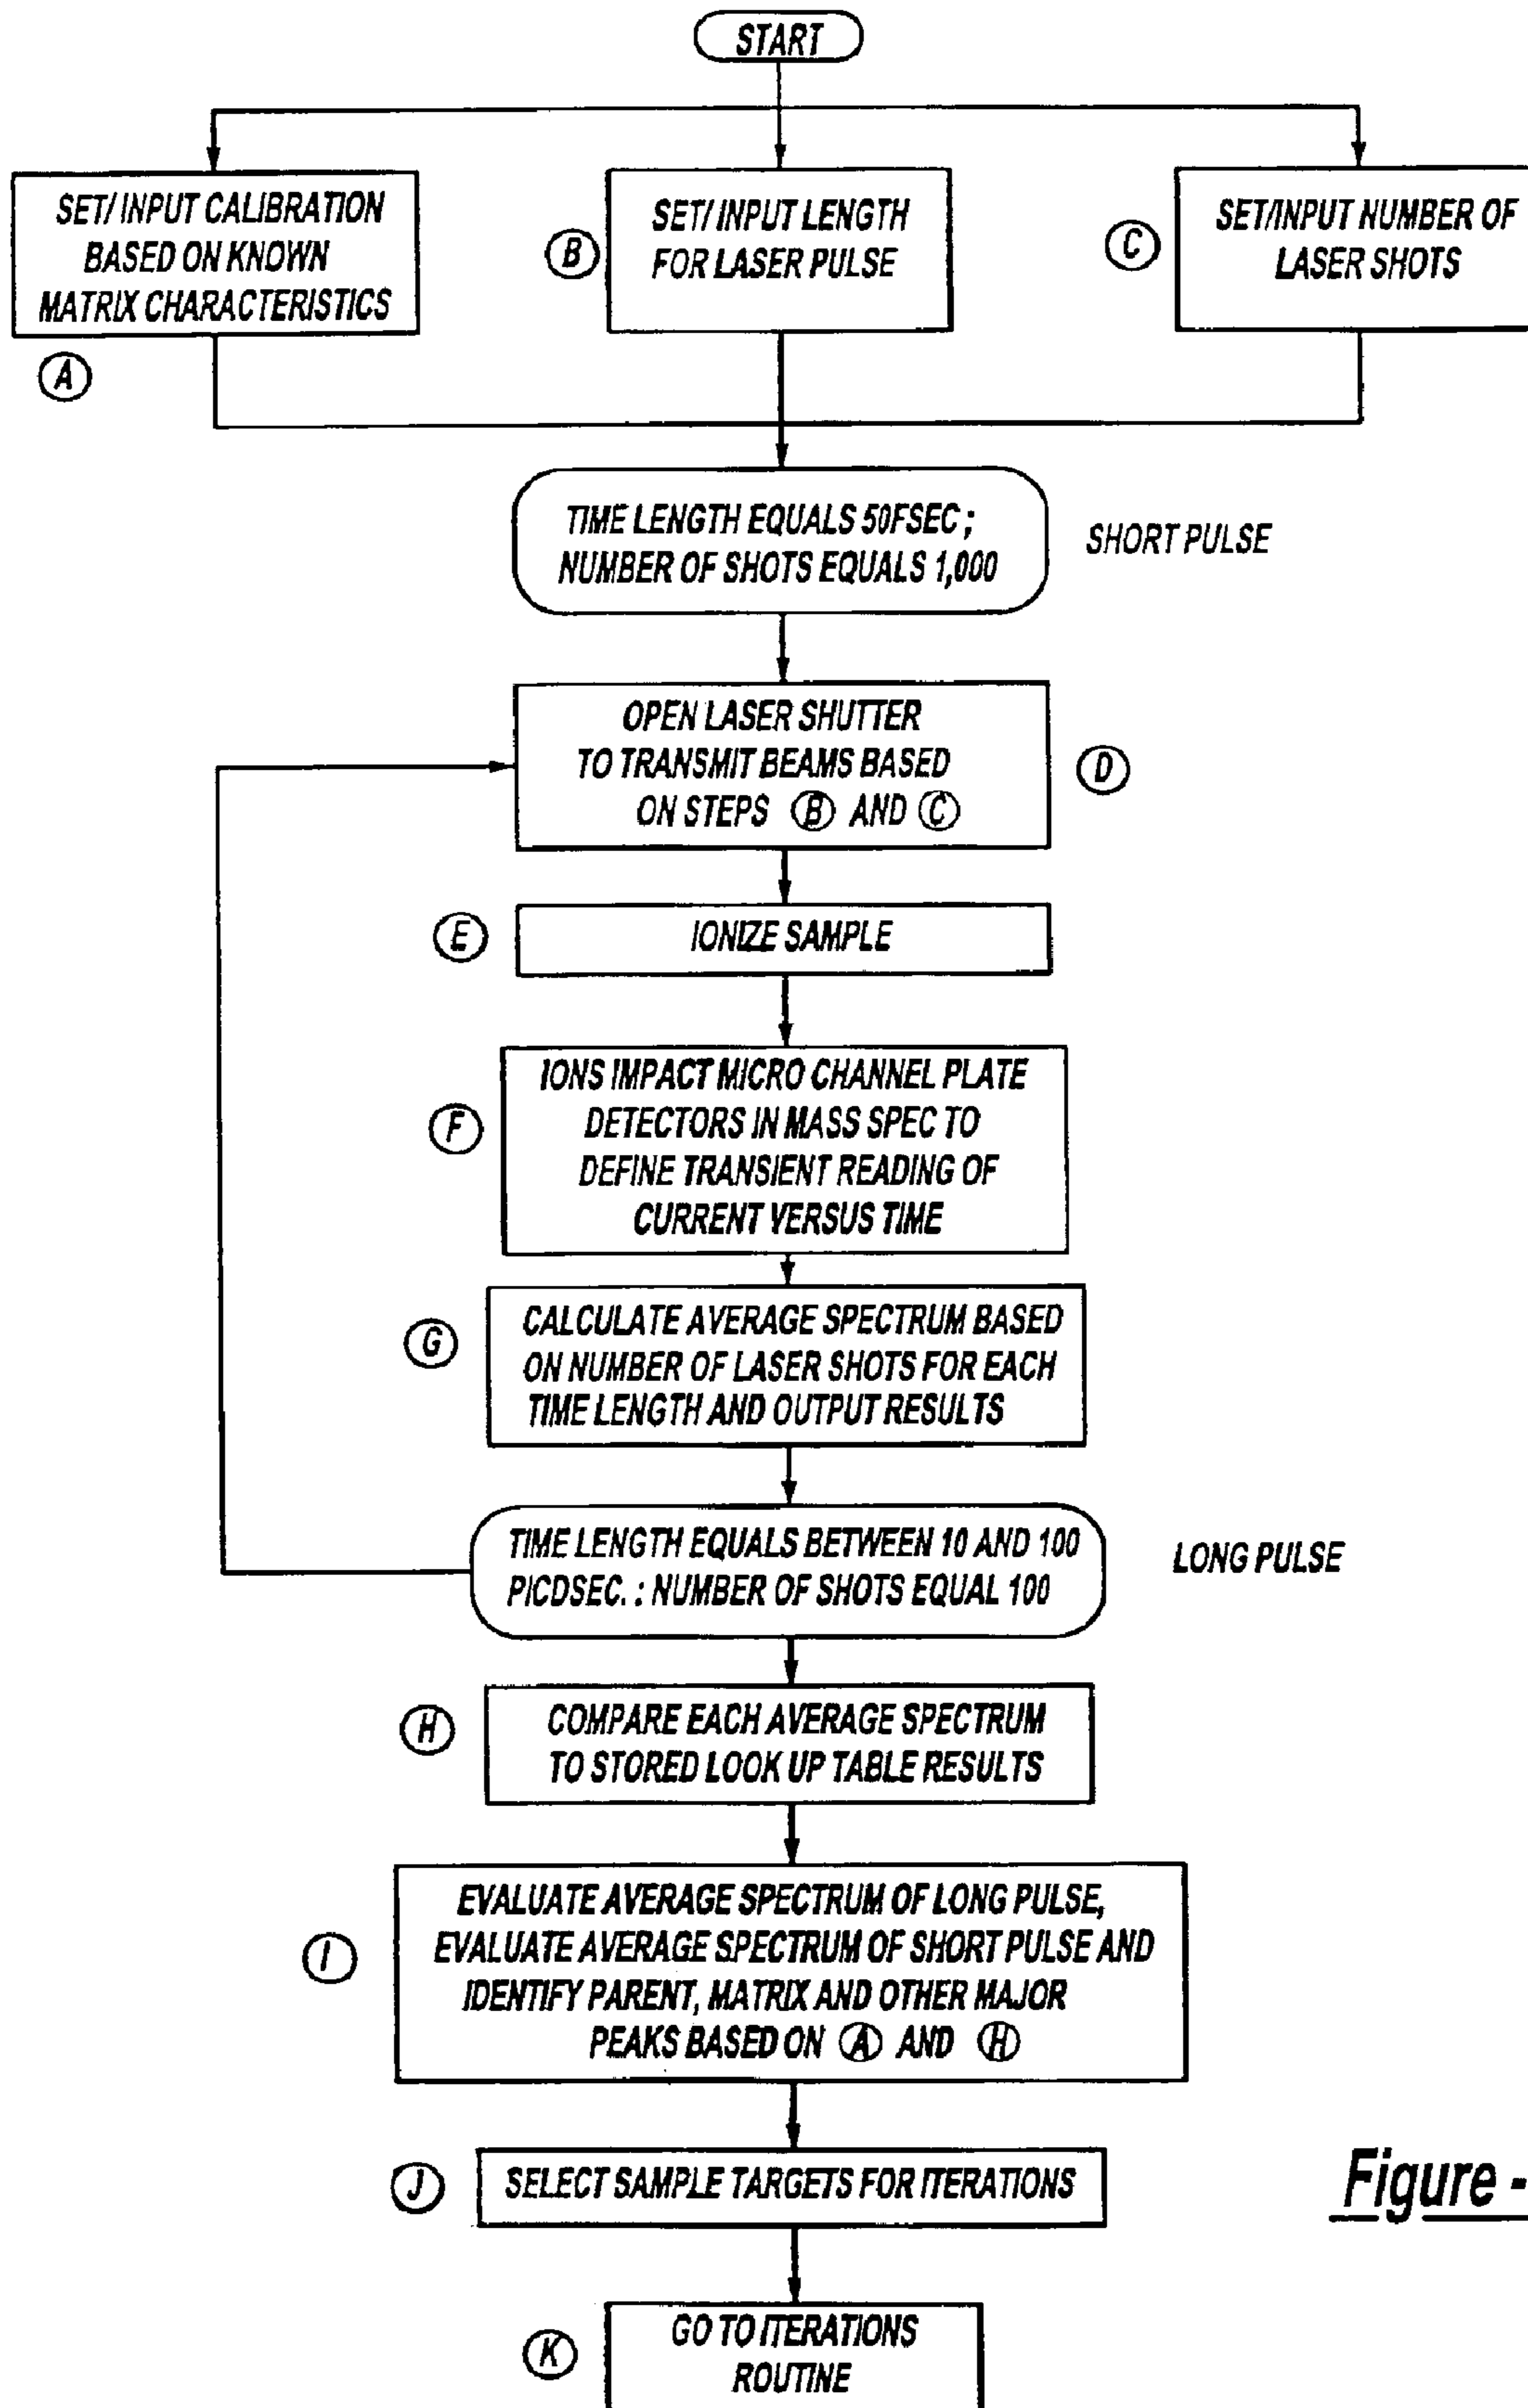 START
SET/ INPUT CALIBRATION
BASED ON KNOWN
MATRIX CHARACTERISTICS
A
B
SET/ INPUT LENGTH
FOR LASER PULSE
C
SET/INPUT NUMBER OF
LASER SHOTS
TIME LENGTH EQUALS 50FSEC ;
NUMBER OF SHOTS EQUALS 1,000
SHORT PULSE
OPEN LASER SHUTTER
TO TRANSMIT BEAMS BASED
ON STEPS B AND C
D
E
IONIZE SAMPLE
F
IONS IMPACT MICRO CHANNEL PLATE
DETECTORS IN MASS SPEC TO
DEFINE TRANSIENT READING OF
CURRENT VERSUS TIME
G
CALCULATE AVERAGE SPECTRUM BASED
ON NUMBER OF LASER SHOTS FOR EACH
TIME LENGTH AND OUTPUT RESULTS
TIME LENGTH EQUALS BETWEEN 10 AND 100
PICDSEC. : NUMBER OF SHOTS EQUAL 100
LONG PULSE
H
COMPARE EACH AVERAGE SPECTRUM
TO STORED LOOK UP TABLE RESULTS
I
EVALUATE AVERAGE SPECTRUM OF LONG PULSE,
EVALUATE AVERAGE SPECTRUM OF SHORT PULSE AND
IDENTIFY PARENT, MATRIX AND OTHER MAJOR
PEAKS BASED ON A AND H
J
SELECT SAMPLE TARGETS FOR ITERATIONS
Figure -
K
GO TO ITERATIONS
ROUTINE